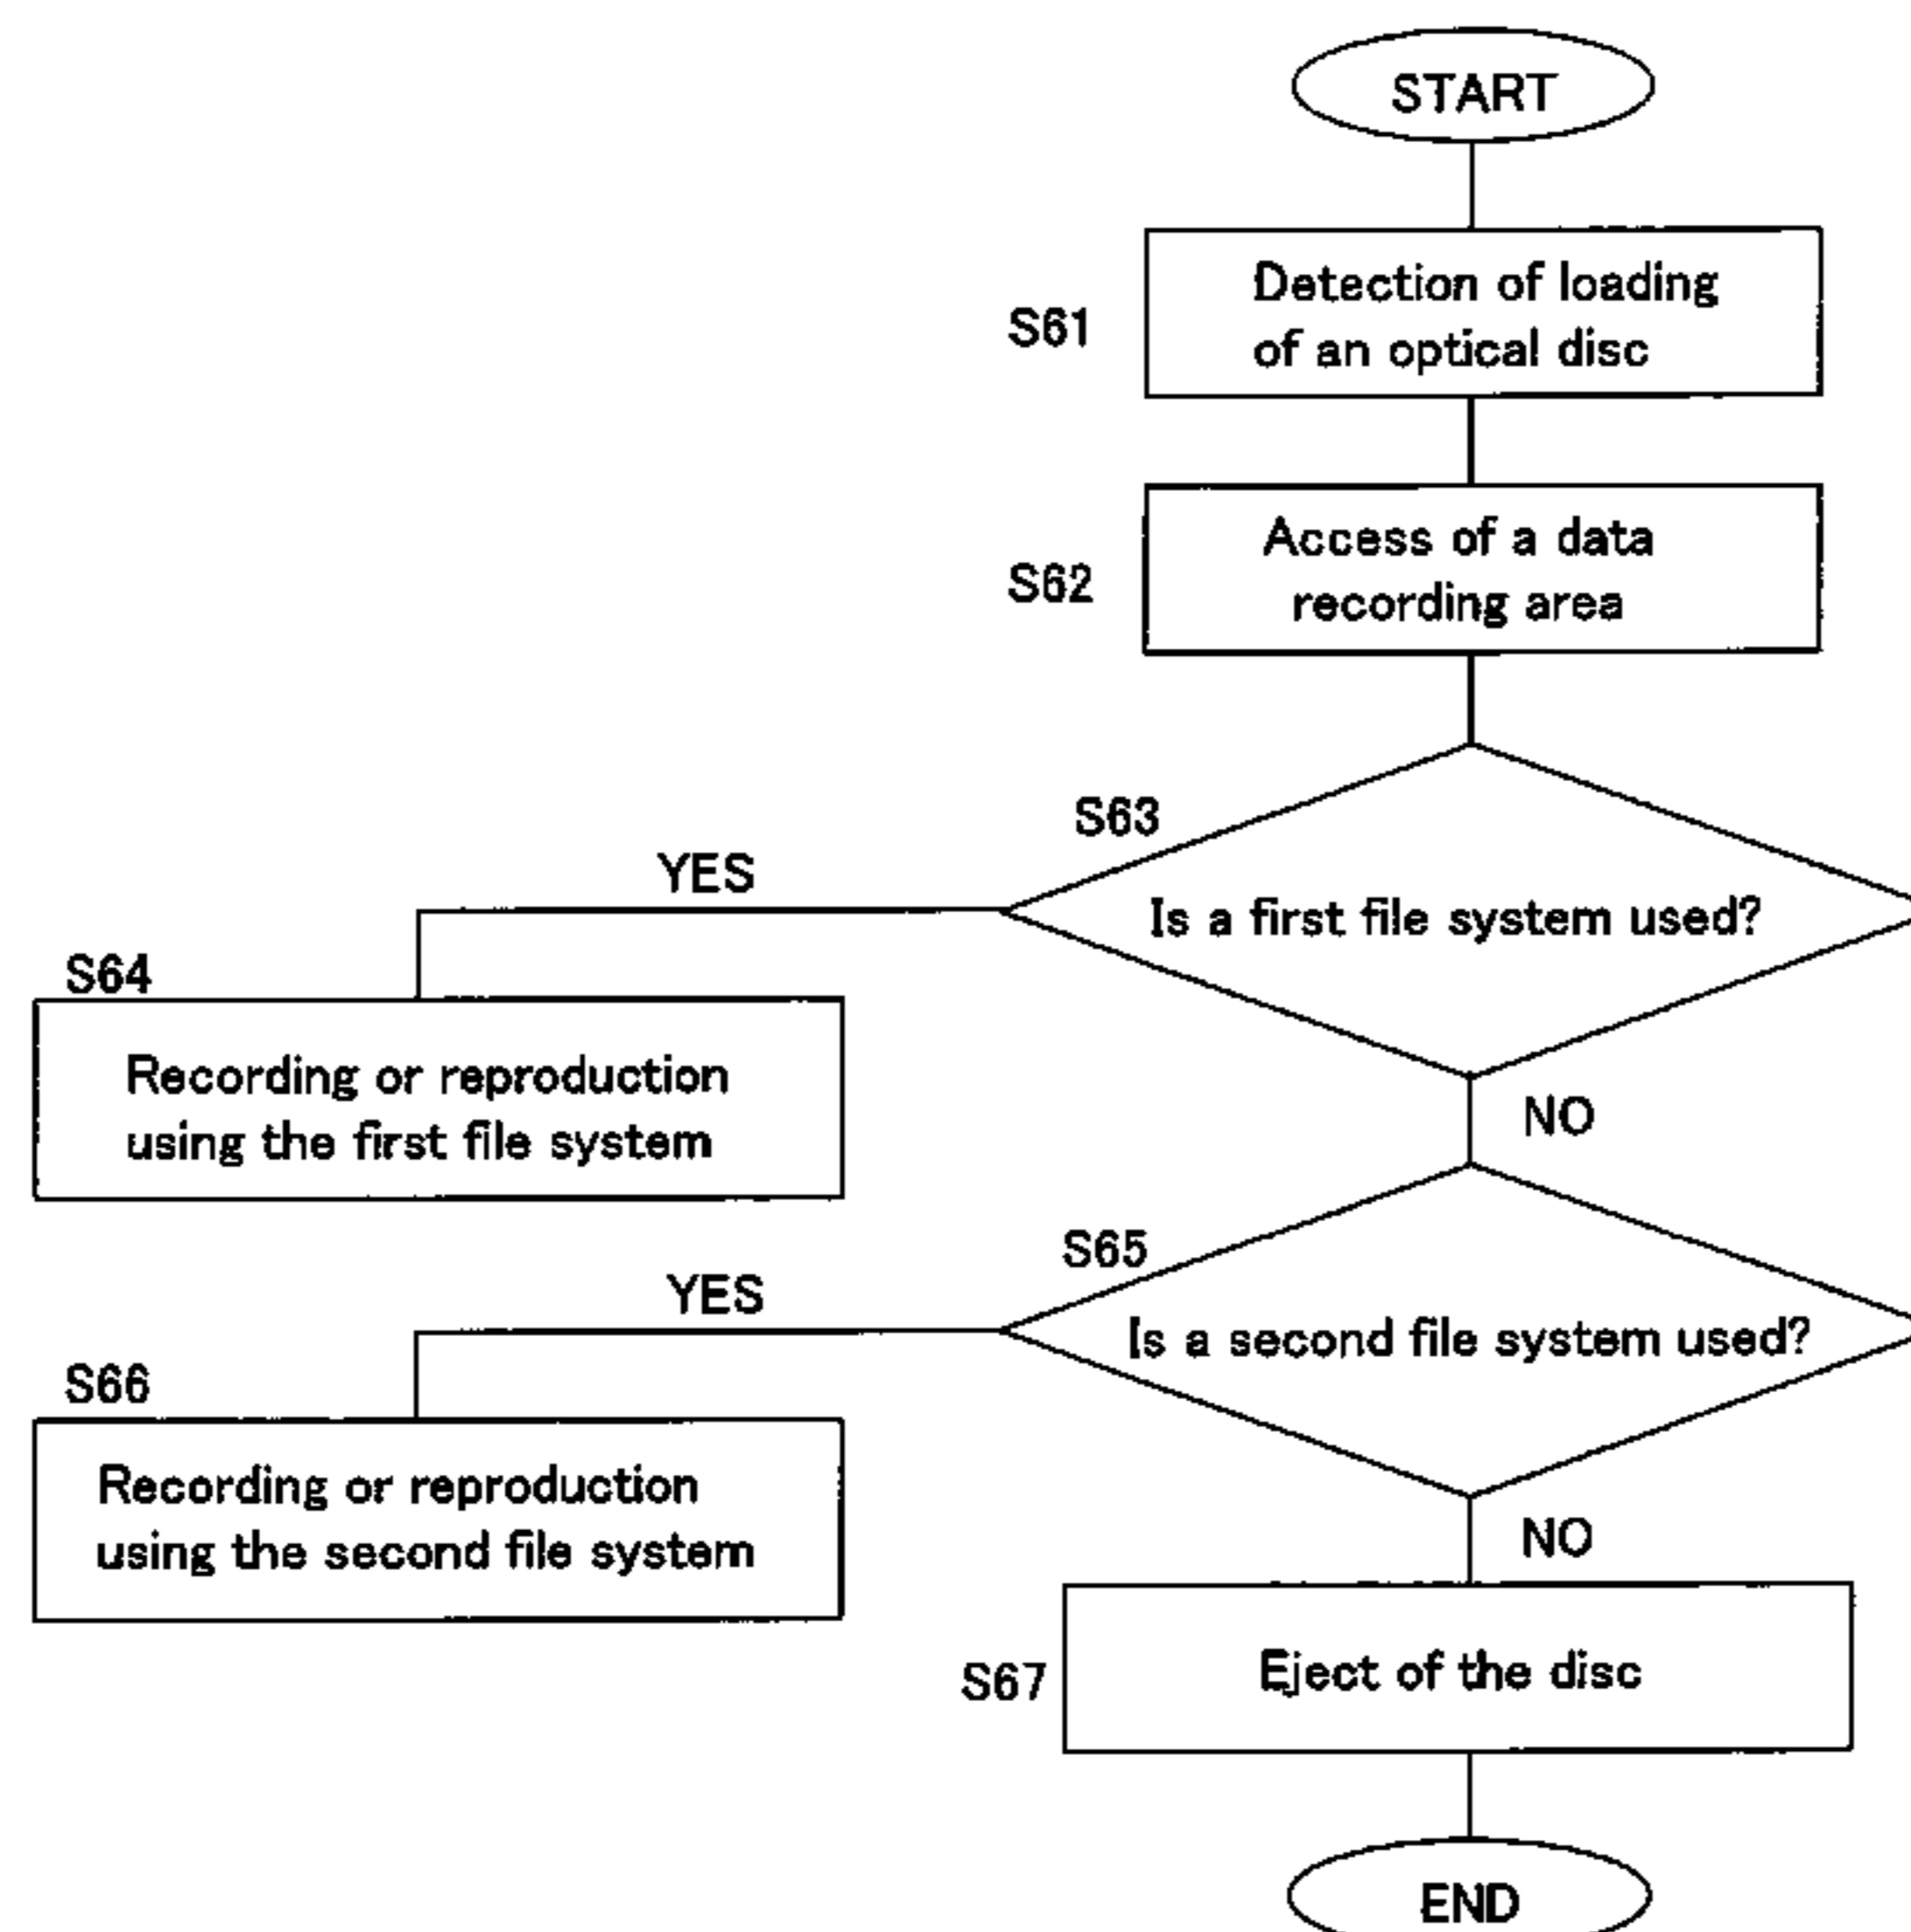 START
S61
Detection of loading
of an optical disc
S62
Access of a data
recording area
S63
YES
Is a first file system used?
S64
NO
Recording or reproduction
using the first file system
S65
YES
Is a second file system used?
S66
Recording or reproduction
using the second file system
NO
S67
Eject of the disc
END